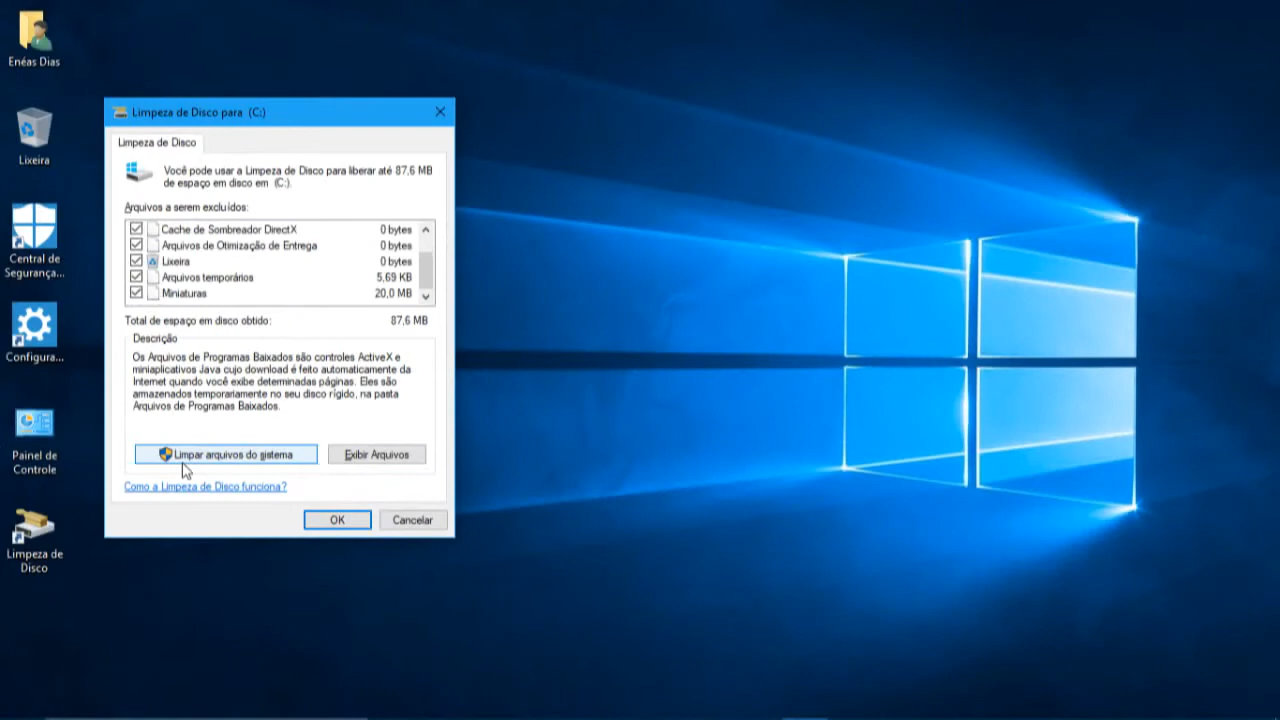 Enéas Dias
Lixeira
Central de
Segurança...
Configura...
Painel de
Controle
Limpeza de
Disco
Limpeza de Disco para (C:)
Limpeza de Disco
Você pode usar a Limpeza de Disco para liberar até 87,6 MB
de espaço em disco em (C:).
Arquivos a serem excluídos:
Cache de Sombreador DirectX 0 bytes
Arquivos de Otimização de Entrega 0 bytes
Lixeira 0 bytes
Arquivos temporários 5,69 KB
Miniaturas 20,0 MB
Total de espaço em disco obtido: 87,6 MB
Descrição
Os Arquivos de Programas Baixados são controles ActiveX e
miniaplicativos Java cujo download é feito automaticamente da
Internet quando você exibe determinadas páginas. Eles são
armazenados temporariamente no seu disco rígido, na pasta
Arquivos de Programas Baixados.
Limpar arquivos do sistema Exibir Arquivos
Como a Limpeza de Disco funciona?
OK Cancelar